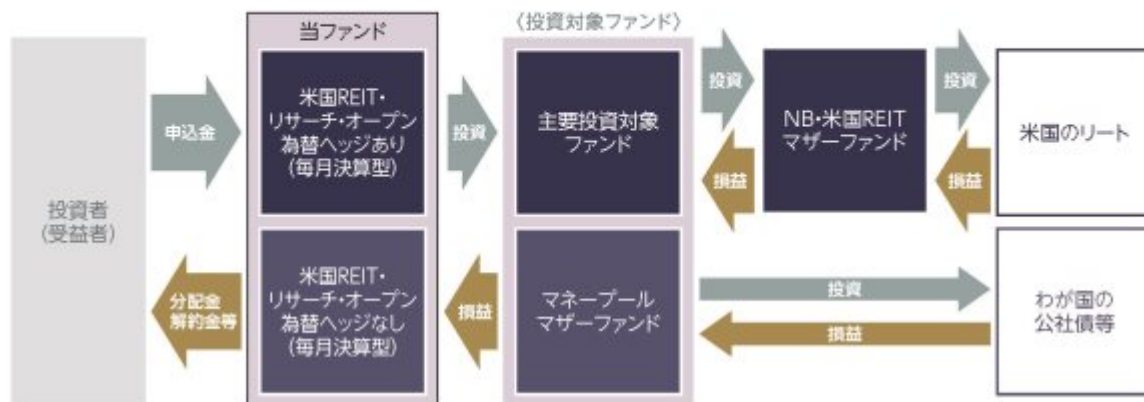 〈投資対象ファンド〉
当ファンド
投資者
(受益者)
申込金
分配金
解約金等
米国REIT・
リサーチ・オープン
為替ヘッジあり
(毎月決算型)
米国REIT・
リサーチ・オープン
為替ヘッジなし
(毎月決算型)
投資
損益
主要投資対象
ファンド
マネープール
マザーファンド
投資
損益
NB・米国REIT
マザーファンド
投資
損益
米国のリート
投資
損益
わが国の
公社債等